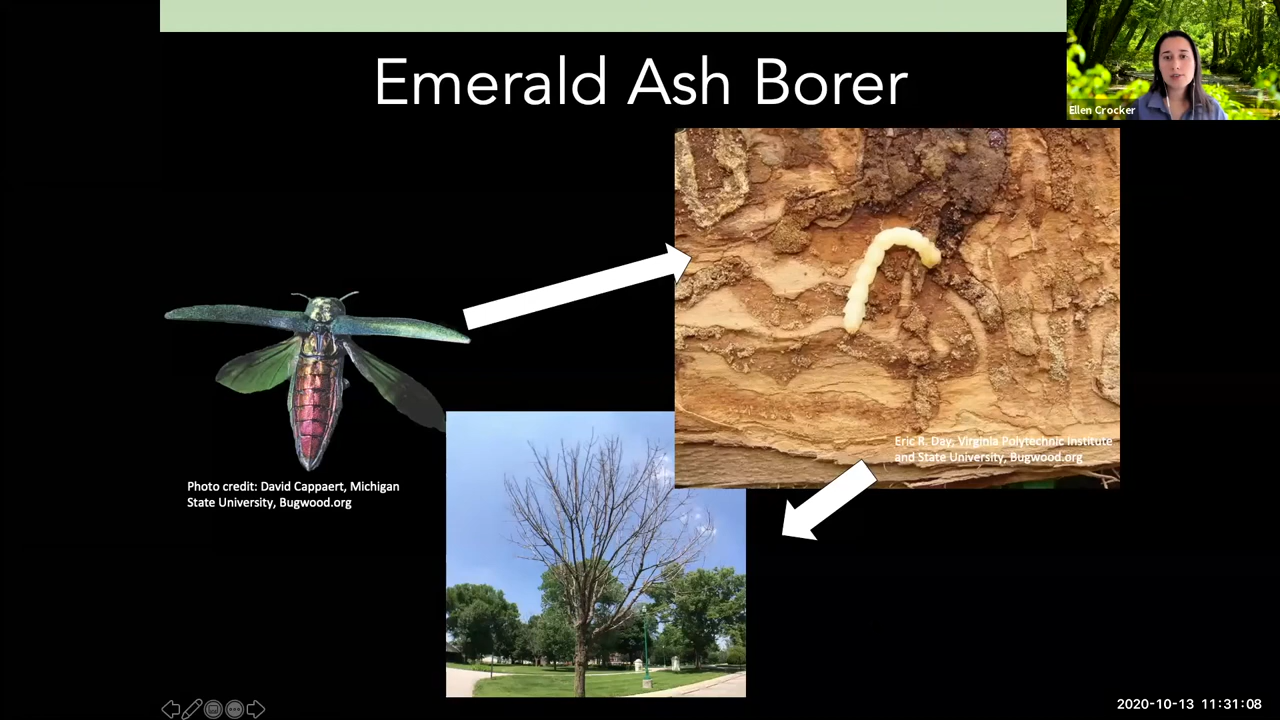 Emerald Ash Borer
Ellen Crocker
Eric R. Day, Virginia Polytechnic Institute
and State University, Bugwood.org
Photo credit: David Cappaert, Michigan
State University, Bugwood.org
2020-10-13 11:31:08